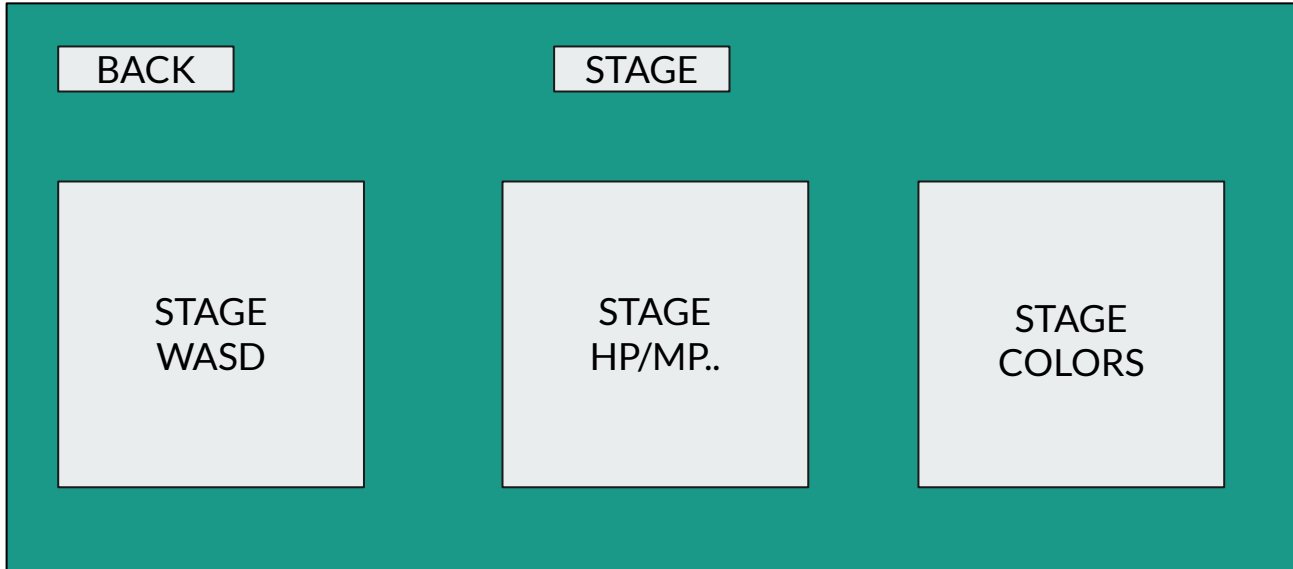 BACK
STAGE
STAGE
WASD
STAGE
HP/MP..
STAGE
COLORS